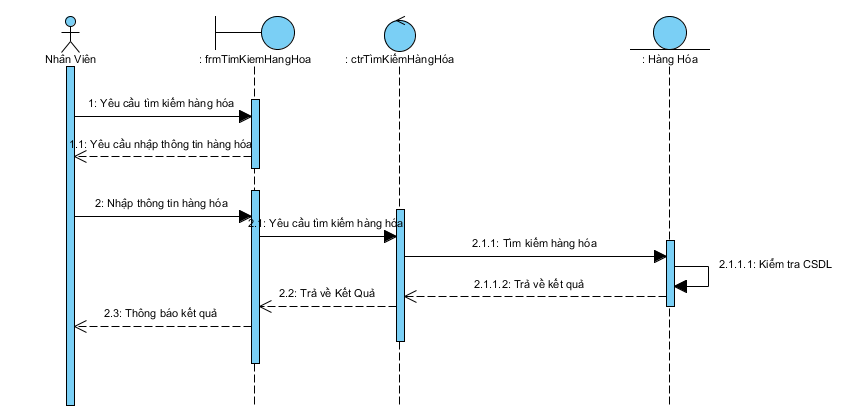 Nhân Viên
: frmTimKiemHangHoa
: ctrTìmKiếmHàngHóa
: Hàng Hóa
1: Yêu cầu tìm kiếm hàng hóa
1.1: Yêu cầu nhập thông tin hàng hóa
2: Nhập thông tin hàng hóa
2.1: Yêu cầu tìm kiếm hàng hóa
2.1.1: Tìm kiếm hàng hóa
2.1.1.1: Kiểm tra CSDL
2.1.1.2: Trả về kết quả
2.2: Trả về Kết Quả
2.3: Thông báo kết quả